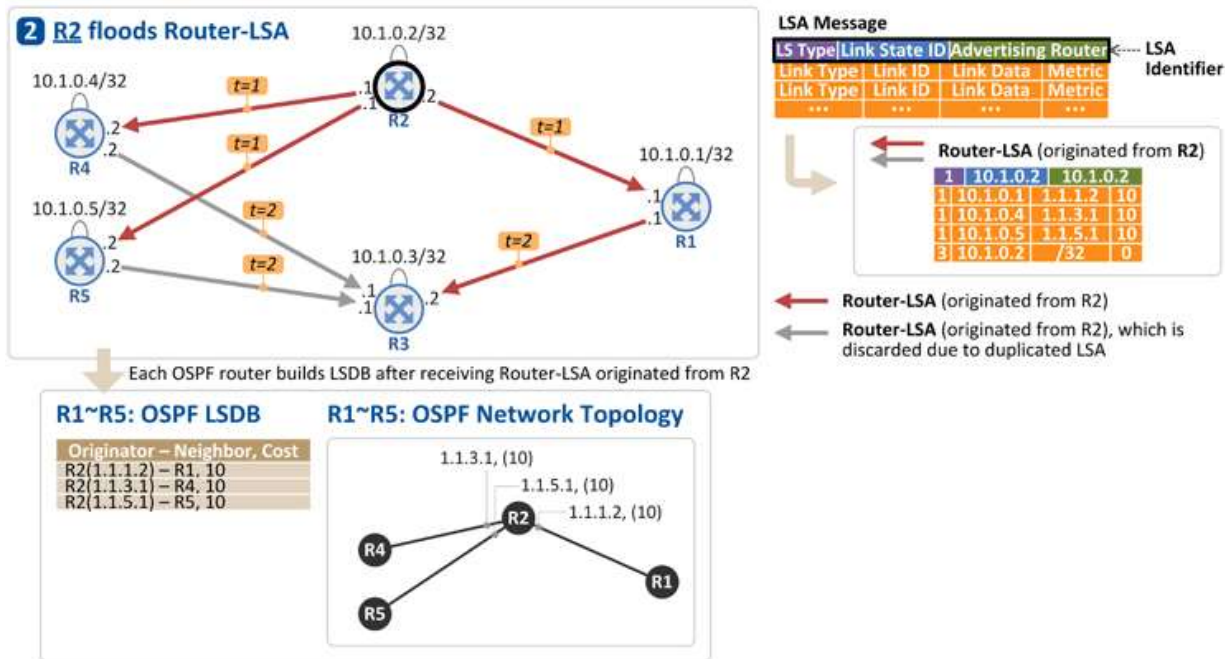 2 R2 floods Router-LSA
10.1.0.2/32
10.1.0.4/32
t=1
.1
.1
.2
R2
.2
.2
R4
t=1
t=1
10.1.0.1/32
10.1.0.5/32
t=2
.1
.1
R1
.2
.2
R5
t=2
10.1.0.3/32
t=2
.1
.1
.2
R3
LSA Message
LS Type Link State ID Advertising Router
LSA Identifier
Link Type Link ID Link Data Metric
Link Type Link ID Link Data Metric
... ... ... ...
Router-LSA (originated from R2)
1 10.1.0.2 10.1.0.2
1 10.1.0.1 1.1.1.2 10
1 10.1.0.4 1.1.3.1 10
1 10.1.0.5 1.1.5.1 10
3 10.1.0.2 /32 0
Router-LSA (originated from R2)
Router-LSA (originated from R2), which is
discarded due to duplicated LSA
Each OSPF router builds LSDB after receiving Router-LSA originated from R2
R1~R5: OSPF LSDB
Originator – Neighbor, Cost
R2(1.1.1.2) – R1, 10
R2(1.1.3.1) – R4, 10
R2(1.1.5.1) – R5, 10
R1~R5: OSPF Network Topology
1.1.3.1, (10)
1.1.5.1, (10)
1.1.1.2, (10)
R2
R4
R1
R5